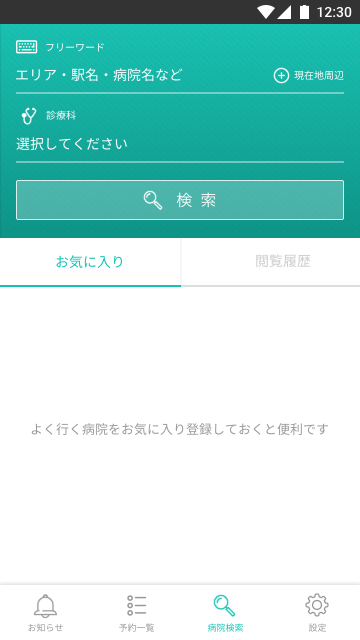 12:30
フリーワード
エリア・駅名・病院名など
現在地周辺
診療科
選択してください
検 索
お気に入り
閲覧履歴
よく行く病院をお気に入り登録しておくと便利です
お知らせ
予約一覧
病院検索
設定